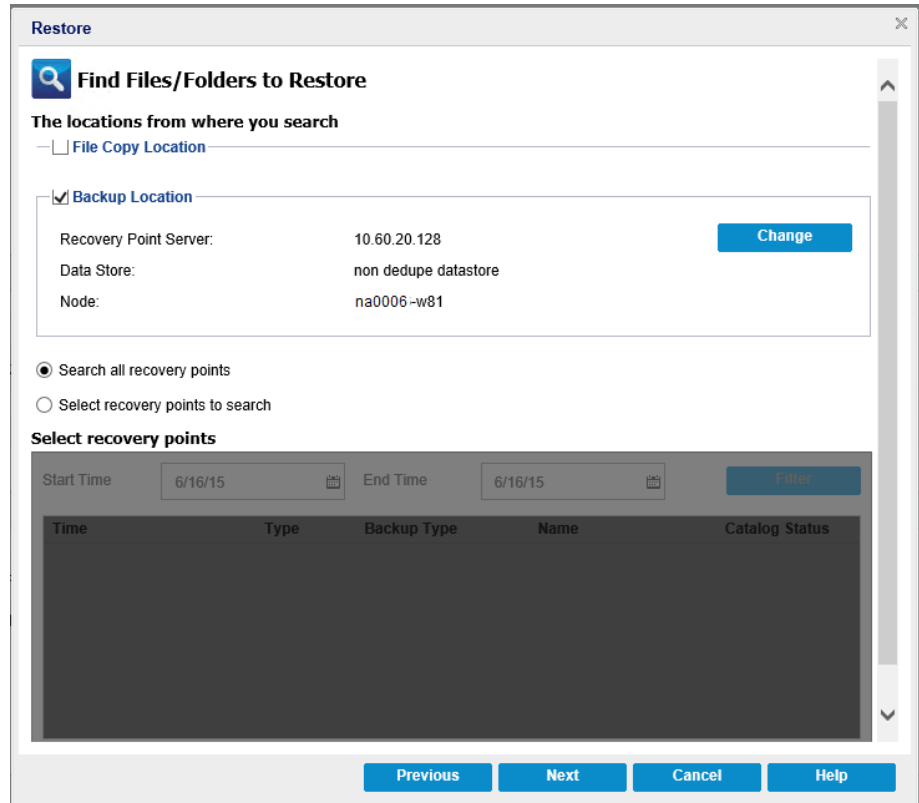 Restore
Find Files/Folders to Restore
The locations from where you search
File Copy Location
Backup Location
Recovery Point Server: 10.60.20.128 Change
Data Store: non dedupe datastore
Node: na0006-w81
Search all recovery points
Select recovery points to search
Select recovery points
Start Time 6/16/15 End Time 6/16/15 Filter
Time Type Backup Type Name Catalog Status
Previous Next Cancel Help